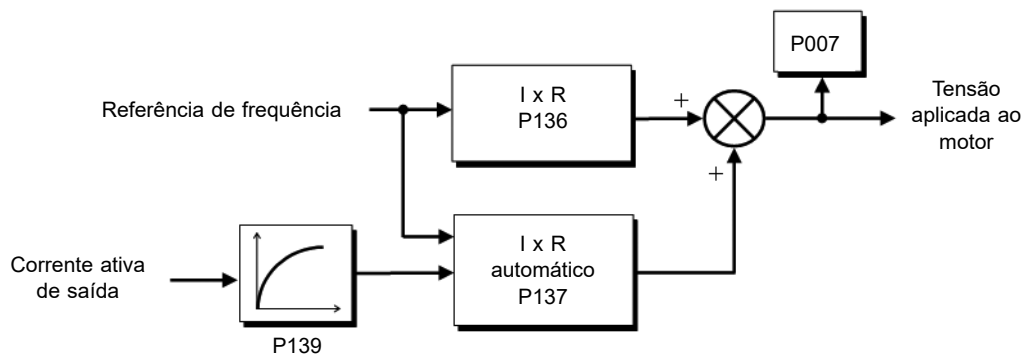 P007
Referência de frequência
I x R
P136
+
Tensão
aplicada ao
motor
+
Corrente ativa
de saída
P139
I x R
automático
P137